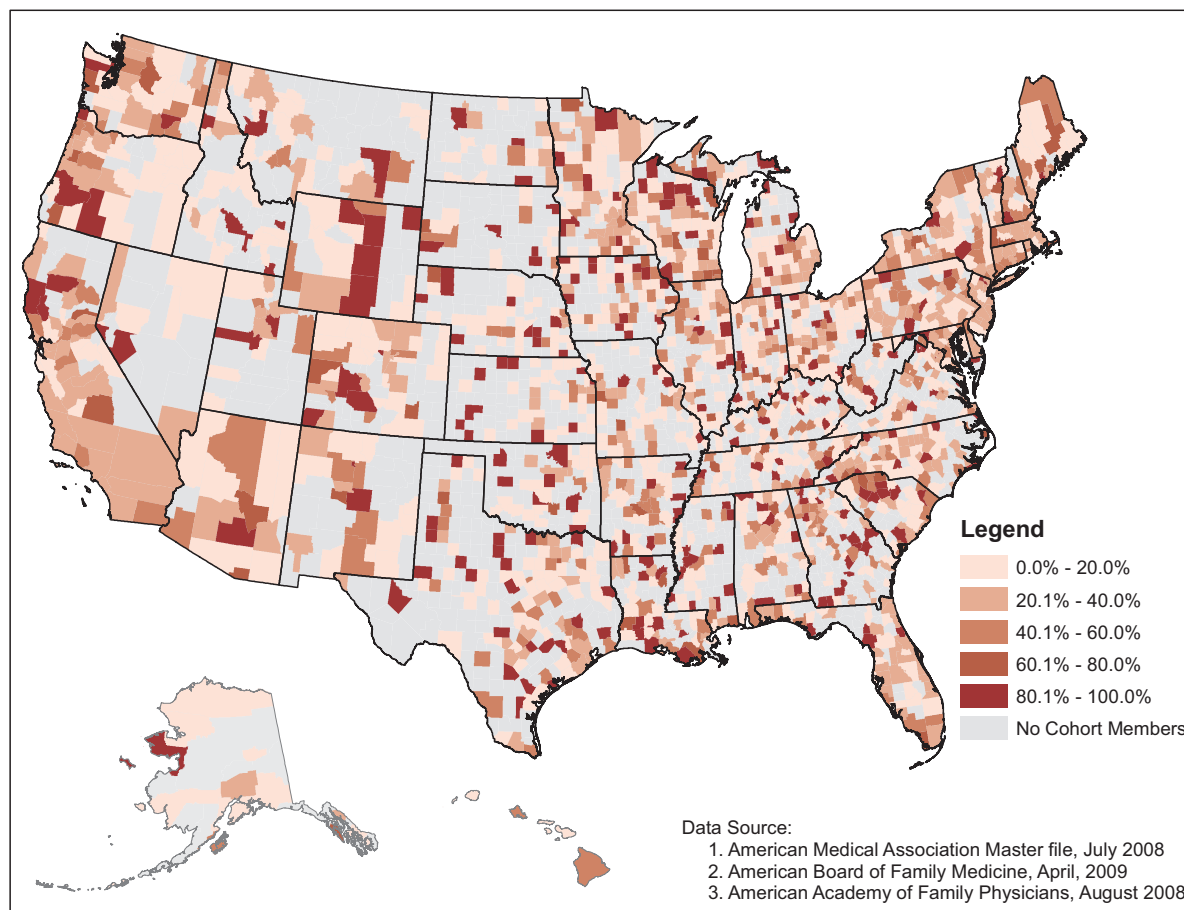 Legend
0.0% - 20.0%
20.1% - 40.0%
40.1% - 60.0%
60.1% - 80.0%
80.1% - 100.0%
No Cohort Members
Data Source:
1. American Medical Association Master file, July 2008
2. American Board of Family Medicine, April, 2009
3. American Academy of Family Physicians, August 2008